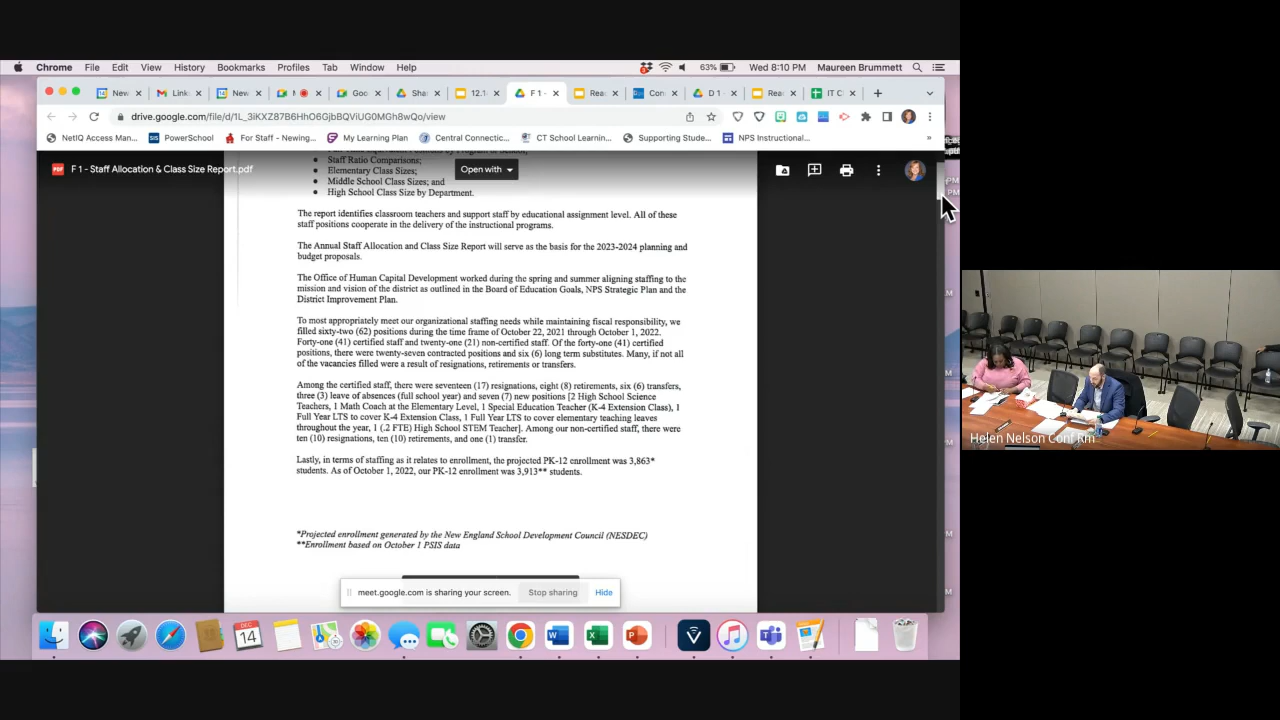 Chrome File Edit View History Bookmarks Profiles Tab Window Help 63% Wed 8:10 PM Maureen Brummett
New Link New Goo Sha 12.1 F 1 - Rea Con D 1 - Rea IT C
drive.google.com/file/d/1L_3iKXZ87B6HhO6GjbBQViUG0MGh8wQo/view
NetIQ Access Man... PowerSchool For Staff - Newing... My Learning Plan Central Connectic... CT School Learnin... Supporting Stude... NPS Instructional... »
• Staff Ratio Comparisons;
PDF F 1 - Staff Allocation & Class Size Report.pdf
Open with
• Elementary Class Sizes;
• Middle School Class Sizes; and
• High School Class Size by Department.
The report identifies classroom teachers and support staff by educational assignment level. All of these
staff positions cooperate in the delivery of the instructional programs.
The Annual Staff Allocation and Class Size Report will serve as the basis for the 2023-2024 planning and
budget proposals.
The Office of Human Capital Development worked during the spring and summer aligning staffing to the
mission and vision of the district as outlined in the Board of Education Goals, NPS Strategic Plan and the
District Improvement Plan.
To most appropriately meet our organizational staffing needs while maintaining fiscal responsibility, we
filled sixty-two (62) positions during the time frame of October 22, 2021 through October 1, 2022.
Forty-one (41) certified staff and twenty-one (21) non-certified staff. Of the forty-one (41) certified
positions, there were twenty-seven contracted positions and six (6) long term substitutes. Many, if not all
of the vacancies filled were a result of resignations, retirements or transfers.
Among the certified staff, there were seventeen (17) resignations, eight (8) retirements, six (6) transfers,
three (3) leave of absences (full school year) and seven (7) new positions [2 High School Science
Teachers, 1 Math Coach at the Elementary Level, 1 Special Education Teacher (K-4 Extension Class), 1
Full Year LTS to cover K-4 Extension Class, 1 Full Year LTS to cover elementary teaching leaves
throughout the year, 1 (.2 FTE) High School STEM Teacher]. Among our non-certified staff, there were
ten (10) resignations, ten (10) retirements, and one (1) transfer.
Lastly, in terms of staffing as it relates to enrollment, the projected PK-12 enrollment was 3,863*
students. As of October 1, 2022, our PK-12 enrollment was 3,913** students.
*Projected enrollment generated by the New England School Development Council (NESDEC)
**Enrollment based on October 1 PSIS data
meet.google.com is sharing your screen. Stop sharing Hide
DEC
14
Helen Nelson Conf Rm